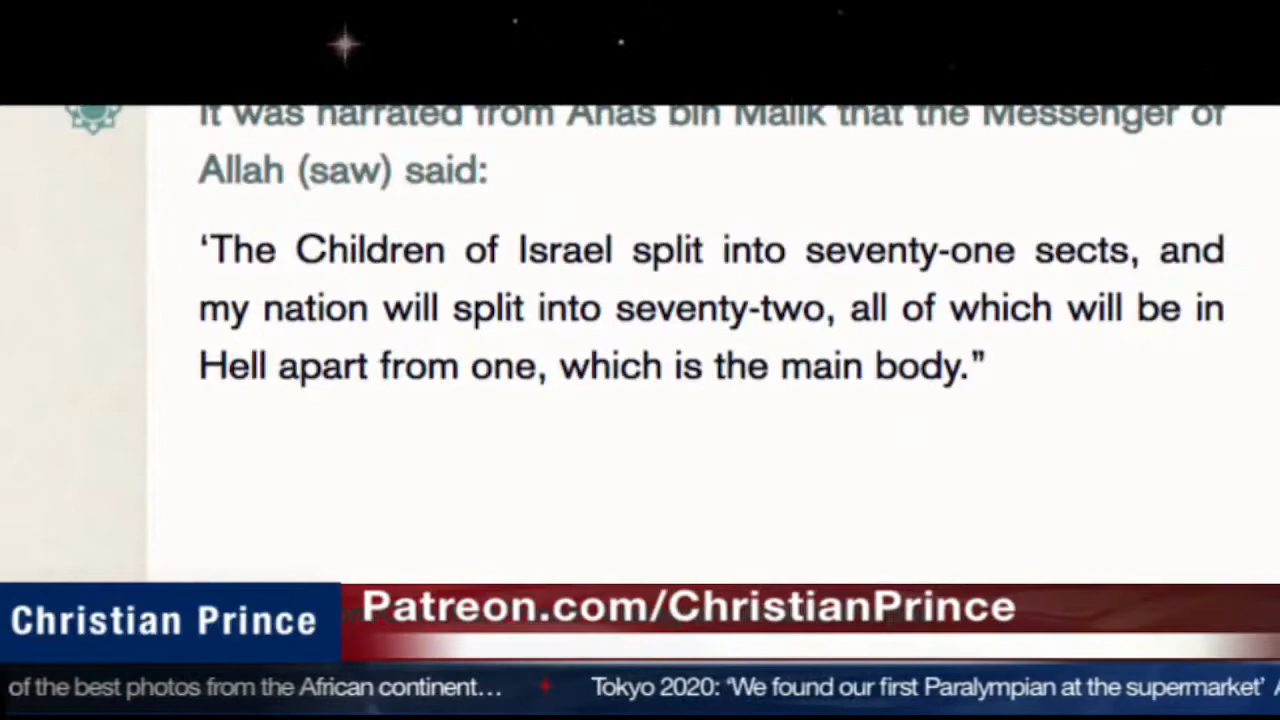 It was narrated from Anas bin Malik that the Messenger of
Allah (saw) said:
‘The Children of Israel split into seventy-one sects, and
my nation will split into seventy-two, all of which will be in
Hell apart from one, which is the main body.”
Christian Prince
Patreon.com/ChristianPrince
of the best photos from the African continent...
Tokyo 2020: ‘We found our first Paralympian at the supermarket’